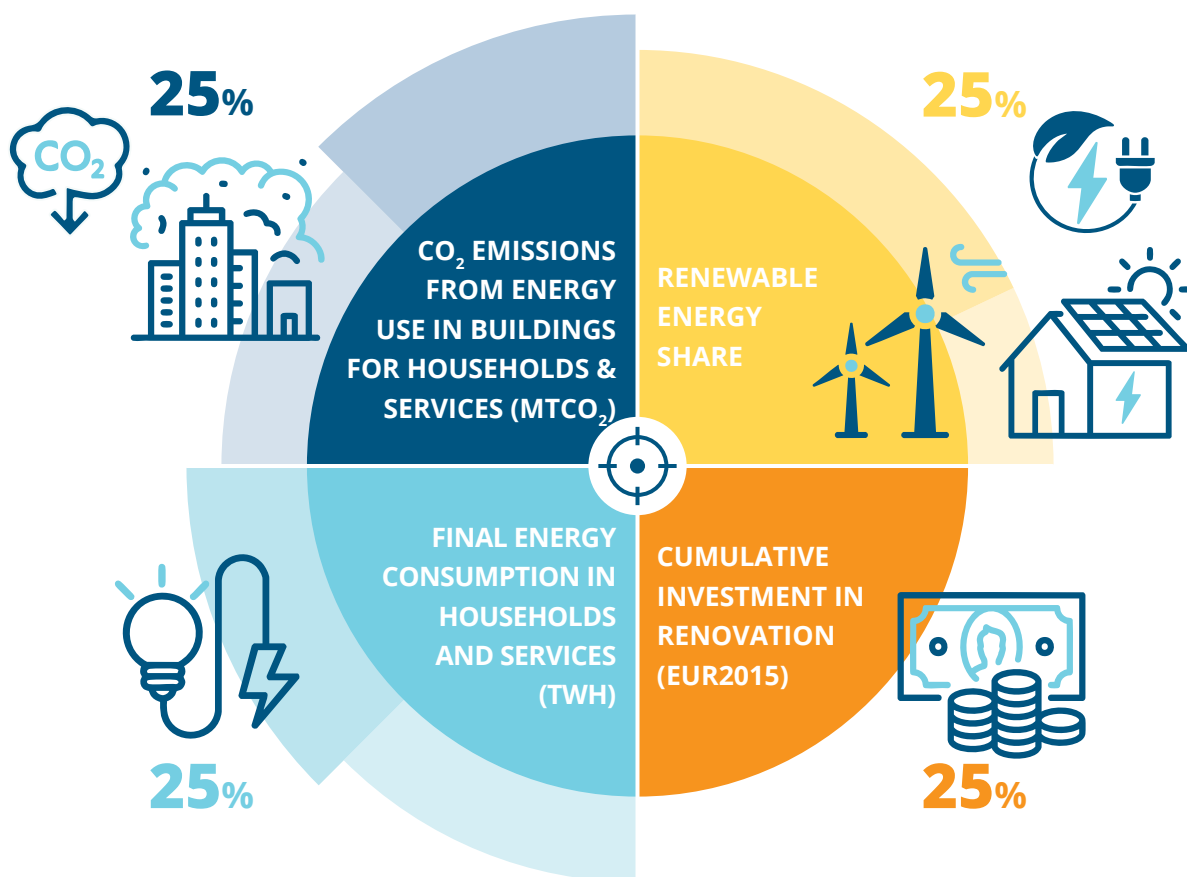 25%
25%
CO₂
CO₂ EMISSIONS
FROM ENERGY
USE IN BUILDINGS
FOR HOUSEHOLDS &
SERVICES (MTCO₂)
RENEWABLE
ENERGY
SHARE
FINAL ENERGY
CONSUMPTION IN
HOUSEHOLDS
AND SERVICES
(TWH)
CUMULATIVE
INVESTMENT IN
RENOVATION
(EUR2015)
25%
25%